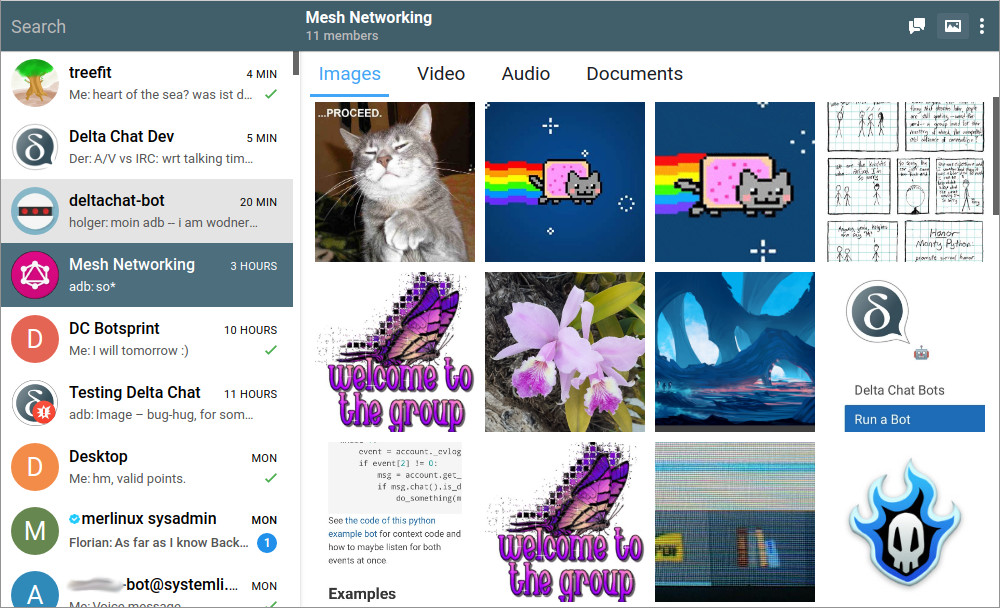 Search
Mesh Networking
11 members
treefit
4 MIN
Me: heart of the sea? was ist d...
Delta Chat Dev
5 MIN
Der: A/V vs IRC: wrt talking tim...
deltachat-bot
20 MIN
holger: moin adb – i am wodner...
Mesh Networking
3 HOURS
adb: so*
D
DC Botsprint
10 HOURS
Me: I will tomorrow :)
Testing Delta Chat
11 HOURS
adb: Image – bug-hug, for som...
D
Desktop
MON
Me: hm, valid points.
M
merlinux sysadmin
MON
Florian: As far as I know Back...
1
A
-bot@systemli....
MON
Me: Voice message
Images
Video
Audio
Documents
...PROCEED.
Honor
Monty Python
welcome to
the group
Delta Chat Bots
Run a Bot
event = account._evlog
if event[2] != 0:
msg = account.get_
if msg.chat().is_d
do_something(m
See the code of this python
example bot for context code and
how to maybe listen for both
events at once.
Examples
welcome to
the group